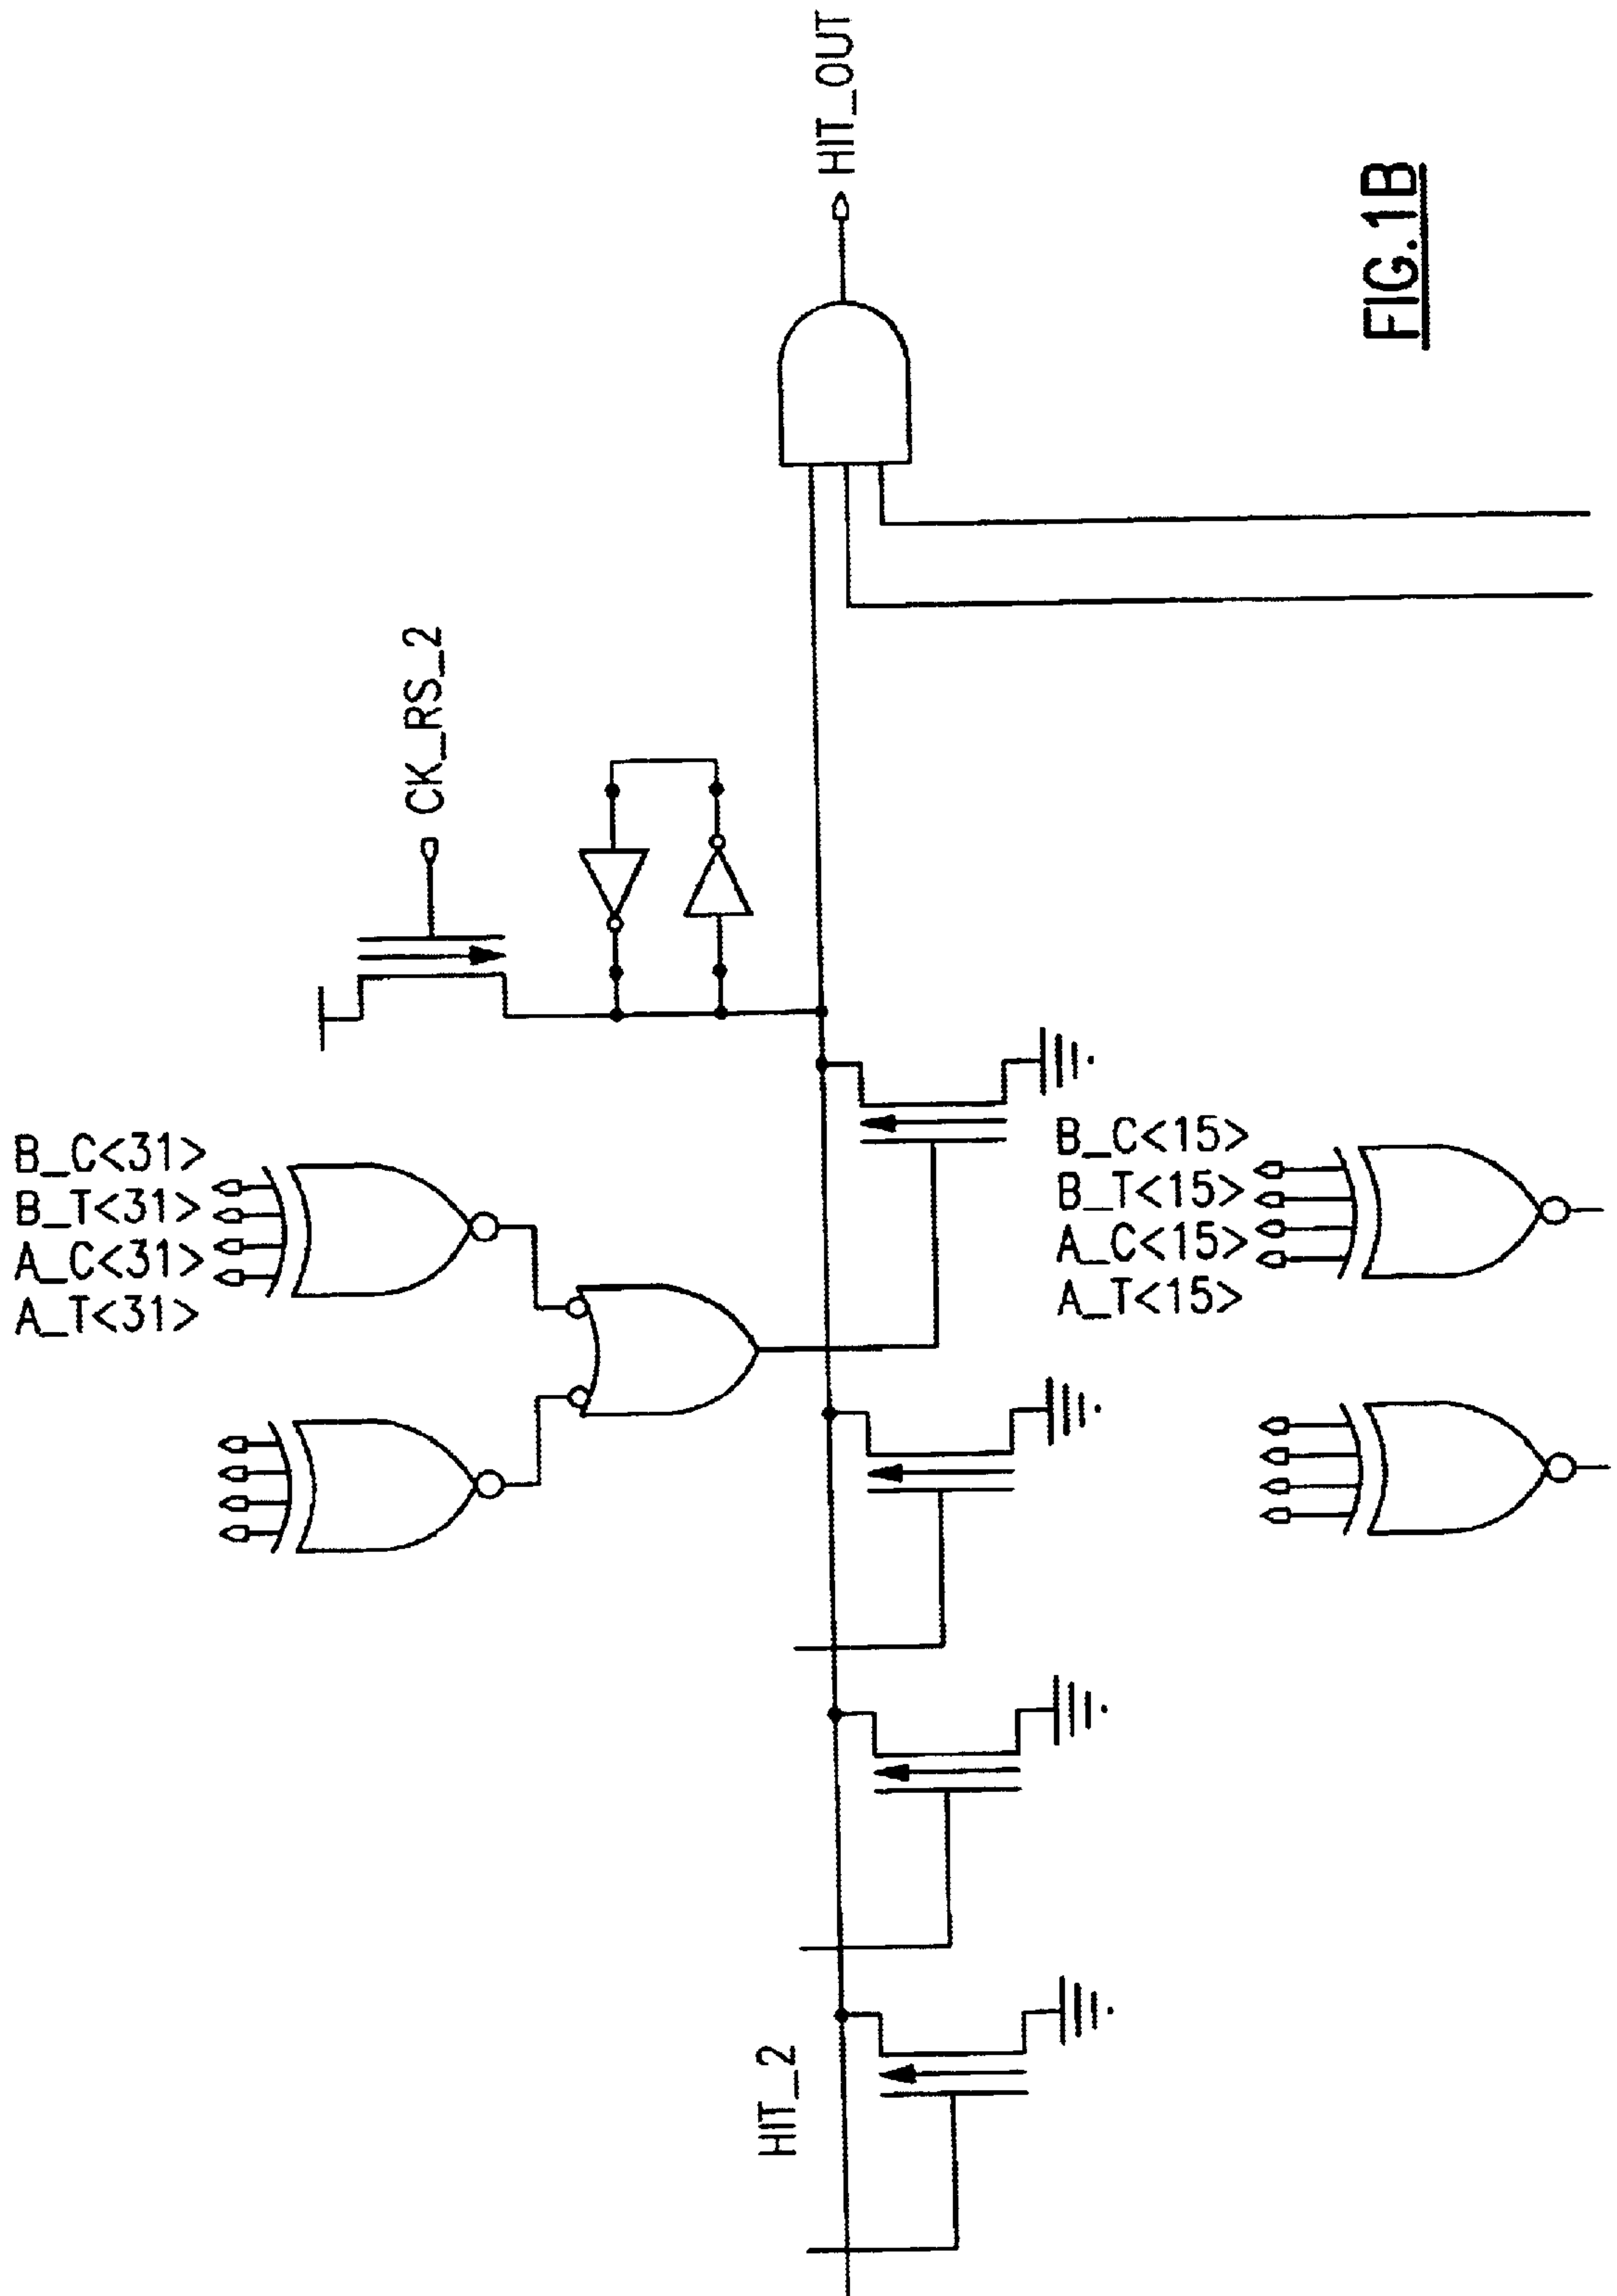 B_C<31>
B_T<31>
A_C<31>
A_T<31>
CK_RS_2
HIT_OUT
HIT_2
B_C<15>
B_T<15>
A_C<15>
A_T<15>
FIG.1B